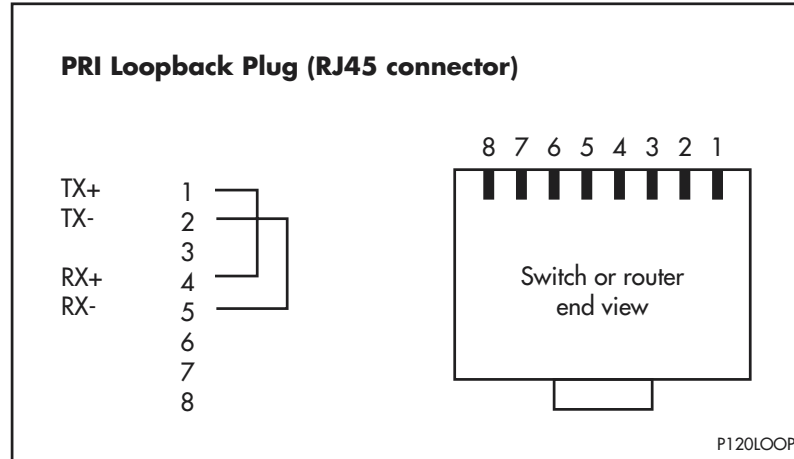 PRI Loopback Plug (RJ45 connector)
TX+ 1
TX- 2
3
RX+ 4
RX- 5
6
7
8
8 7 6 5 4 3 2 1
Switch or router
end view
P120LOOP